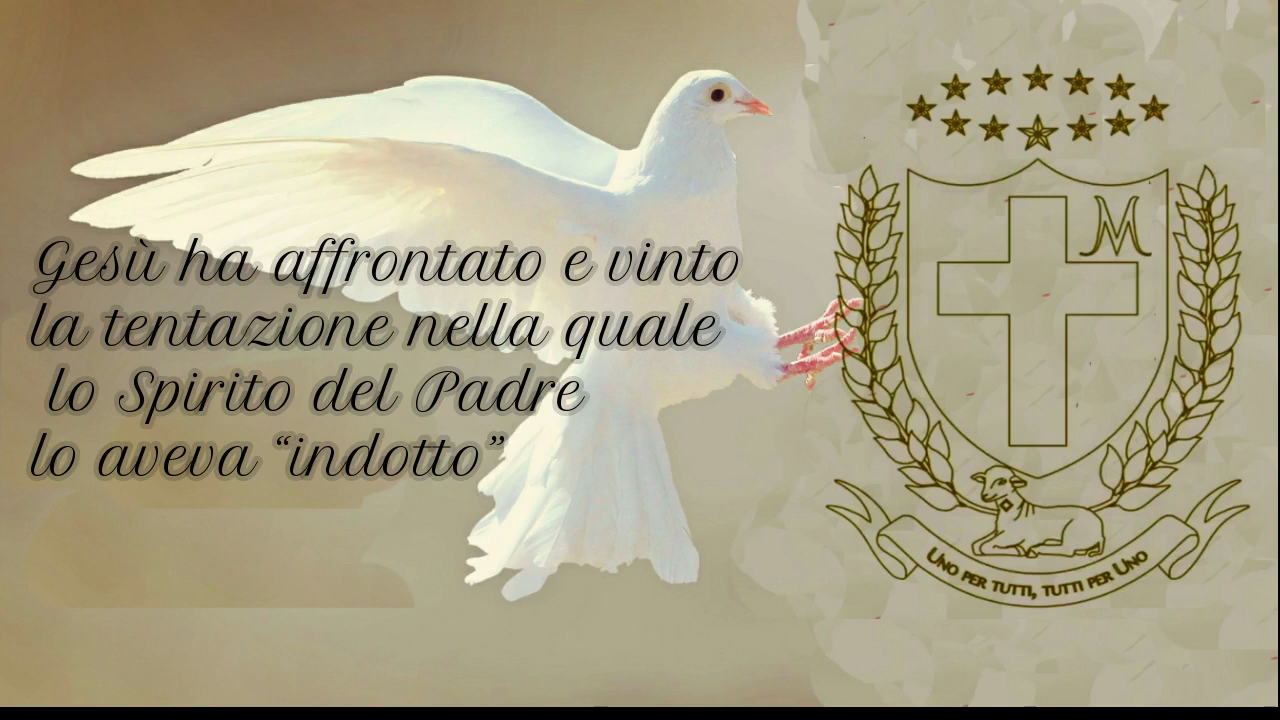 Gesù ha affrontato e vinto
la tentazione nella quale
lo Spirito del Padre
lo aveva “indotto”
M
Uno per tutti, tutti per Uno